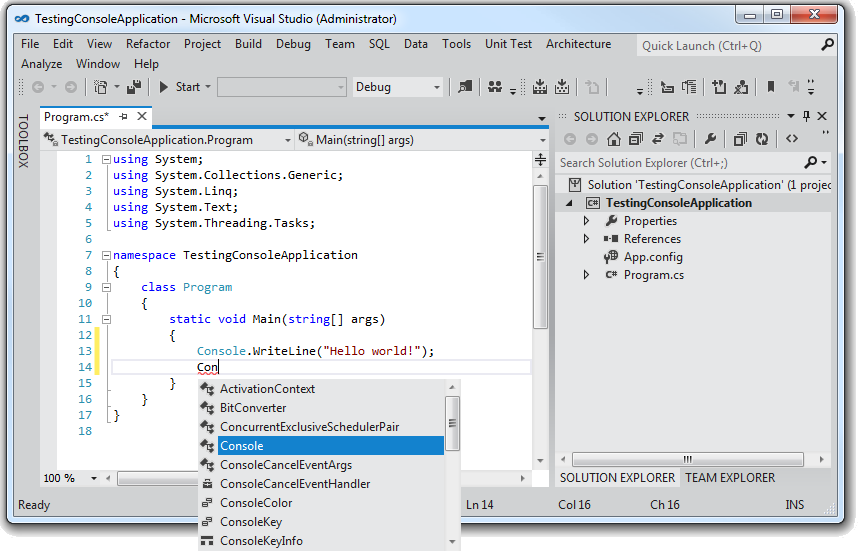 TestingConsoleApplication - Microsoft Visual Studio (Administrator)
File Edit View Refactor Project Build Debug Team SQL Data Tools Unit Test Architecture
Quick Launch (Ctrl+Q)
Analyze Window Help
Start Debug
TOOLBOX
Program.cs*
TestingConsoleApplication.Program Main(string[] args)
1 using System;
2 using System.Collections.Generic;
3 using System.Linq;
4 using System.Text;
5 using System.Threading.Tasks;
6
7 namespace TestingConsoleApplication
8 {
9 class Program
10 {
11 static void Main(string[] args)
12 {
13 Console.WriteLine("Hello world!");
14 Con
15 }
16 }
17 }
18
ActivationContext
BitConverter
ConcurrentExclusiveSchedulerPair
Console
ConsoleCancelEventArgs
ConsoleCancelEventHandler
ConsoleColor
ConsoleKey
ConsoleKeyInfo
100 %
SOLUTION EXPLORER
Search Solution Explorer (Ctrl+;)
Solution 'TestingConsoleApplication' (1 projec
C# TestingConsoleApplication
Properties
References
App.config
C# Program.cs
SOLUTION EXPLORER TEAM EXPLORER
Ready Ln 14 Col 16 Ch 16 INS